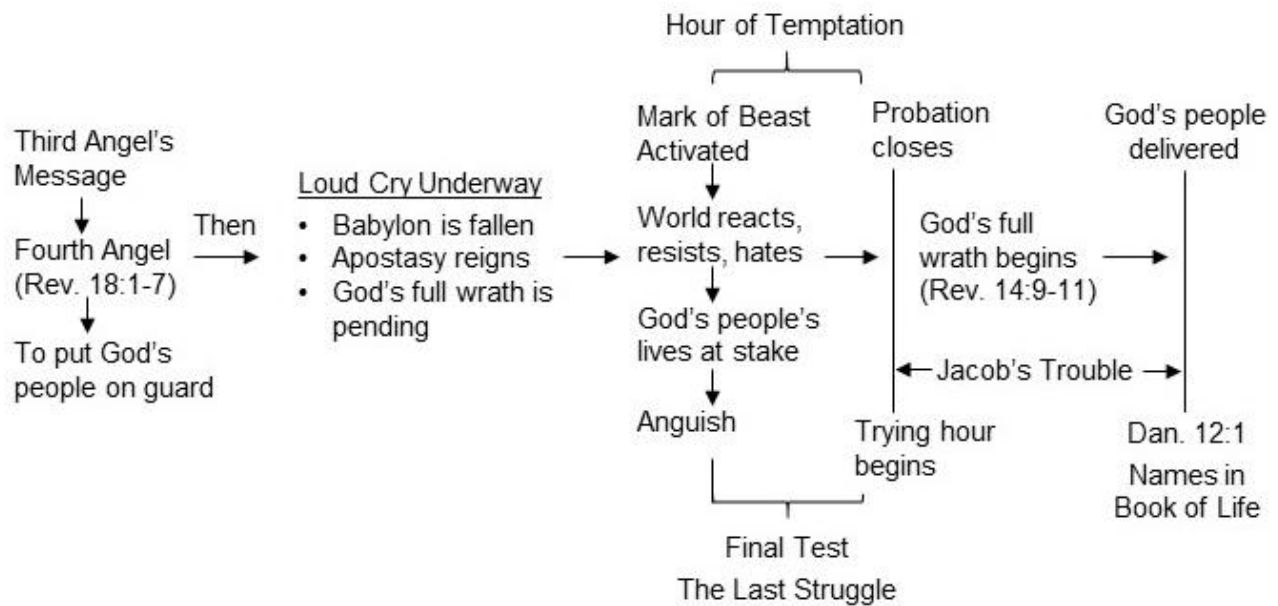 Hour of Temptation
Third Angel’s
Message
Fourth Angel
(Rev. 18:1-7)
To put God’s
people on guard
Then
Loud Cry Underway
• Babylon is fallen
• Apostasy reigns
• God’s full wrath is
pending
Mark of Beast
Activated
World reacts,
resists, hates
God’s people’s
lives at stake
Anguish
Probation
closes
God’s full
wrath begins
(Rev. 14:9-11)
Jacob’s Trouble
Trying hour
begins
God’s people
delivered
Dan. 12:1
Names in
Book of Life
Final Test
The Last Struggle